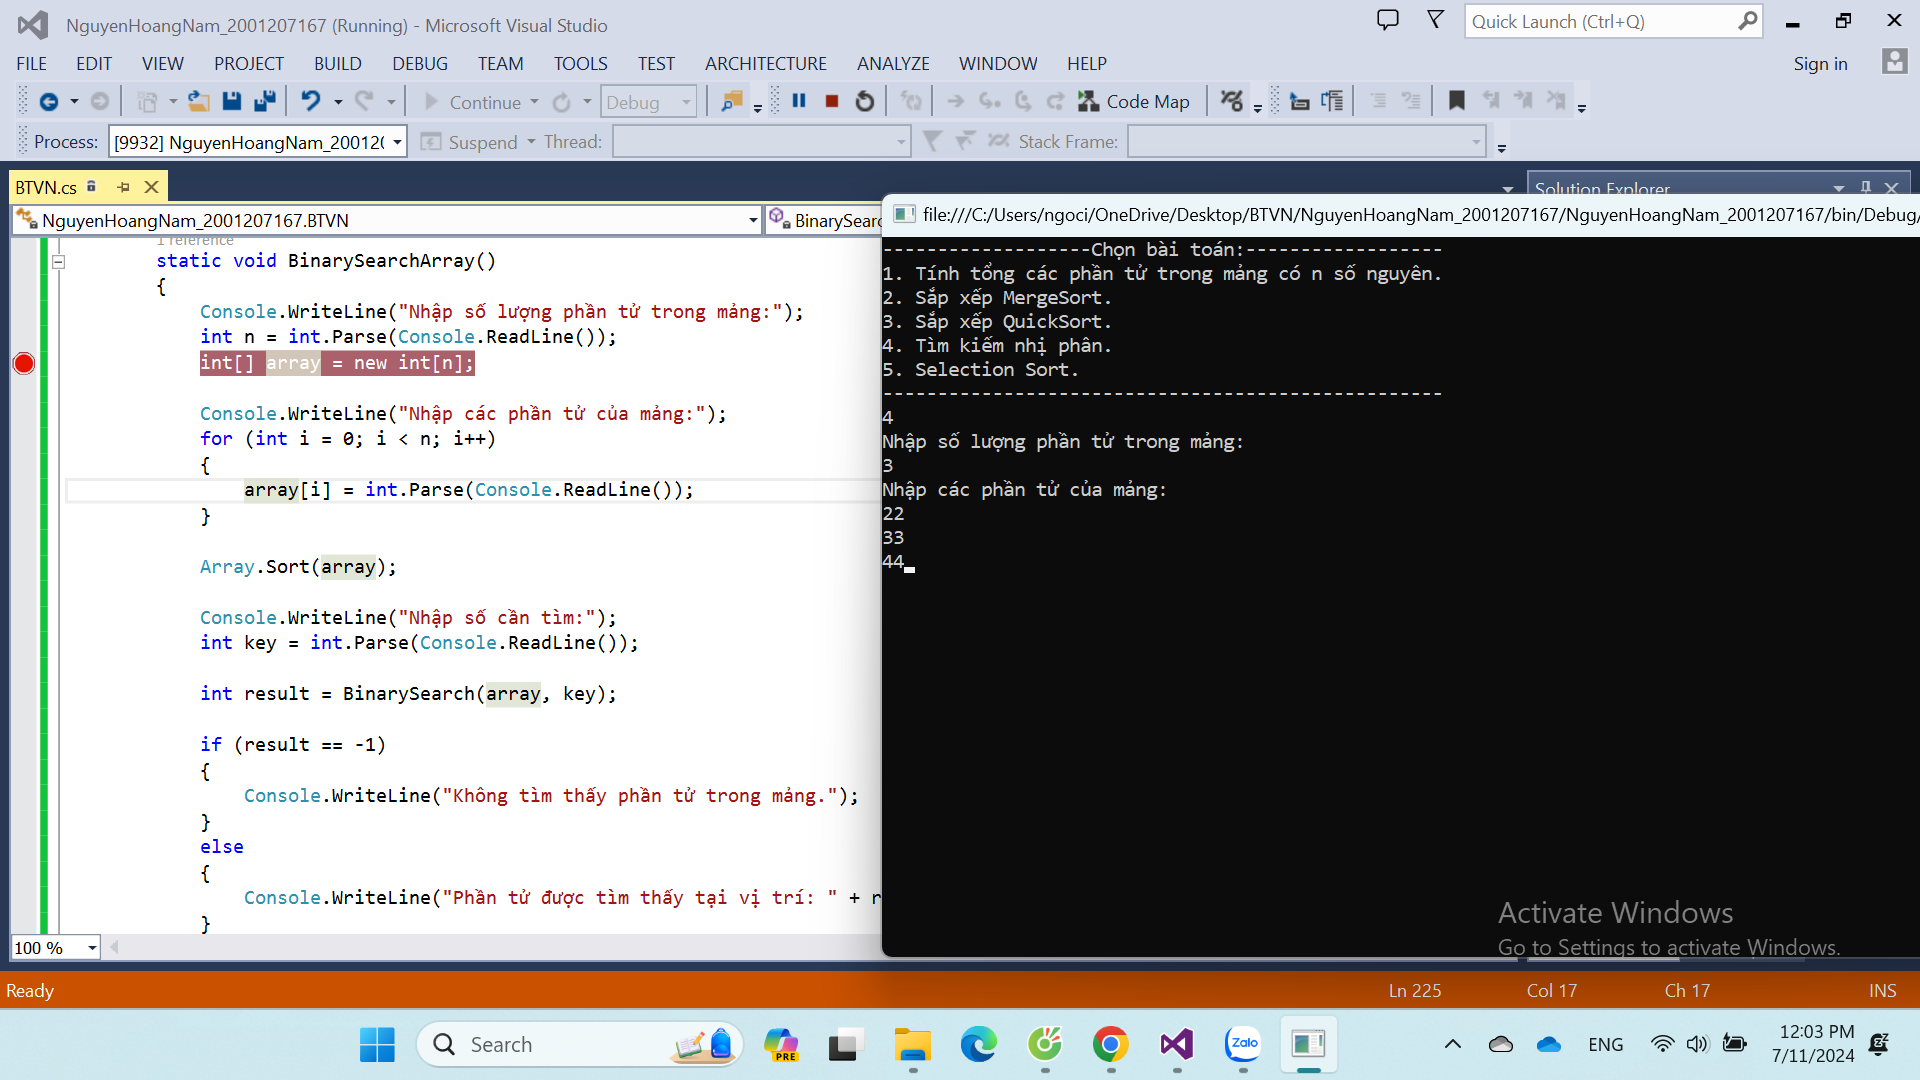 NguyenHoangNam_2001207167 (Running) - Microsoft Visual Studio
Quick Launch (Ctrl+Q)
FILE EDIT VIEW PROJECT BUILD DEBUG TEAM TOOLS TEST ARCHITECTURE ANALYZE WINDOW HELP
Sign in
Continue
Debug
Code Map
Process: [9932] NguyenHoangNam_20012
Suspend Thread:
Stack Frame:
BTVN.cs
Solution Explorer
NguyenHoangNam_2001207167.BTVN
BinarySearc
1 reference
static void BinarySearchArray()
{
Console.WriteLine("Nhập số lượng phần tử trong mảng:");
int n = int.Parse(Console.ReadLine());
int[] array = new int[n];
Console.WriteLine("Nhập các phần tử của mảng:");
for (int i = 0; i < n; i++)
{
array[i] = int.Parse(Console.ReadLine());
}
Array.Sort(array);
Console.WriteLine("Nhập số cần tìm:");
int key = int.Parse(Console.ReadLine());
int result = BinarySearch(array, key);
if (result == -1)
{
Console.WriteLine("Không tìm thấy phần tử trong mảng.");
}
else
{
Console.WriteLine("Phần tử được tìm thấy tại vị trí: " + r
}
100 %
file:///C:/Users/ngoci/OneDrive/Desktop/BTVN/NguyenHoangNam_2001207167/NguyenHoangNam_2001207167/bin/Debug/
-------------------Chọn bài toán:------------------
1. Tính tổng các phần tử trong mảng có n số nguyên.
2. Sắp xếp MergeSort.
3. Sắp xếp QuickSort.
4. Tìm kiếm nhị phân.
5. Selection Sort.
---------------------------------------------------
4
Nhập số lượng phần tử trong mảng:
3
Nhập các phần tử của mảng:
22
33
44
Activate Windows
Go to Settings to activate Windows.
Ready
Ln 225 Col 17 Ch 17 INS
Search
PRE
Zalo
ENG
12:03 PM
7/11/2024